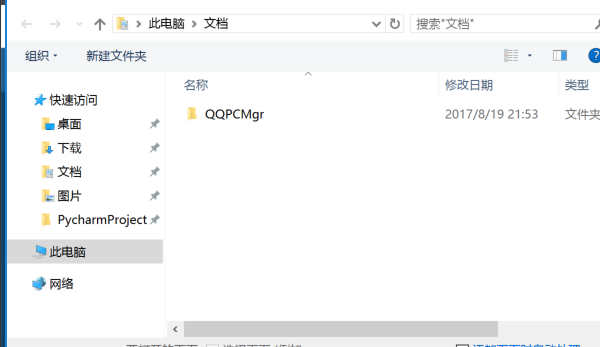 此电脑 文档 搜索"文档"
组织 新建文件夹
名称 修改日期 类型
快速访问
桌面
QQPCMgr 2017/8/19 21:53 文件夹
下载
文档
图片
PycharmProject
此电脑
网络